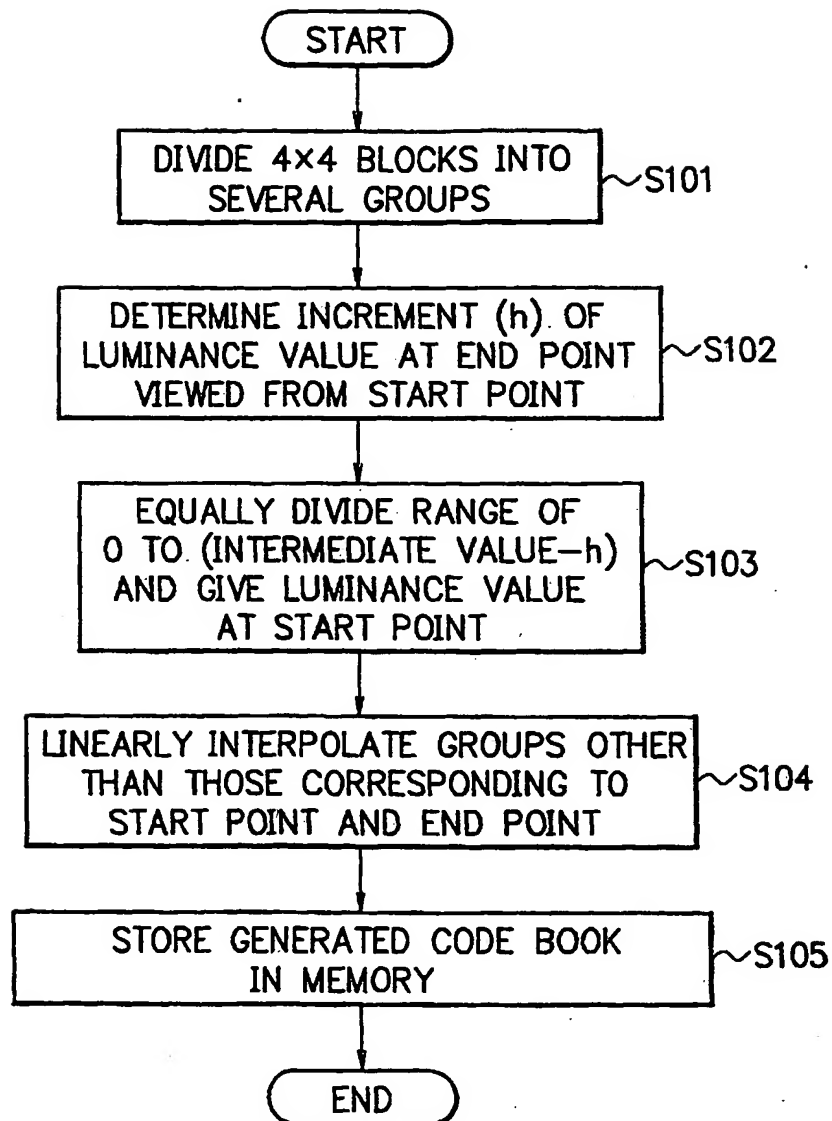 START
DIVIDE 4×4 BLOCKS INTO
SEVERAL GROUPS
S101
DETERMINE INCREMENT (h) OF
LUMINANCE VALUE AT END POINT
VIEWED FROM START POINT
S102
EQUALLY DIVIDE RANGE OF
0 TO (INTERMEDIATE VALUE-h)
AND GIVE LUMINANCE VALUE
AT START POINT
S103
LINEARLY INTERPOLATE GROUPS OTHER
THAN THOSE CORRESPONDING TO
START POINT AND END POINT
S104
STORE GENERATED CODE BOOK
IN MEMORY
S105
END